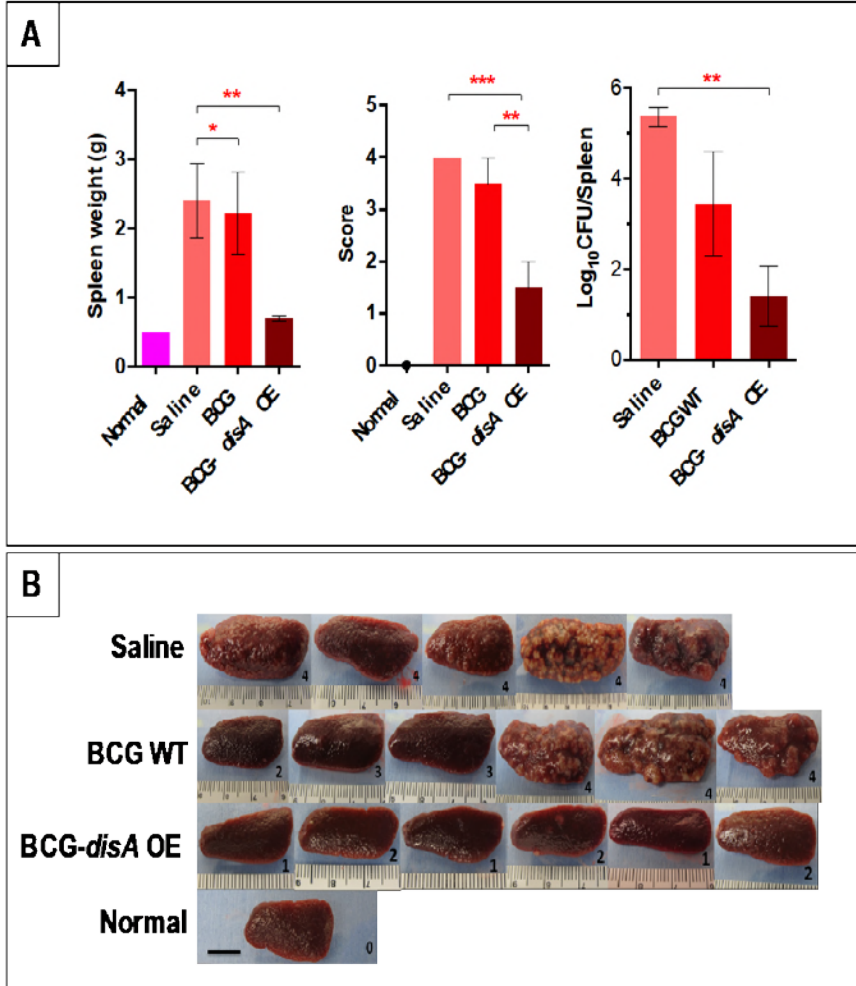 A
Spleen weight (g)
4
3
2
1
0
**
*
Normal
Saline
BCG
BCG- disA OE
Score
5
4
3
2
1
0
***
**
Normal
Saline
BCG
BCG- disA OE
Log10CFU/Spleen
6
2
0
**
Saline
BCGWT
BCG- disA OE
B
Saline
4 4 4 4 4
BCG WT
2 3 3 4 4 4
BCG-disA OE
1 2 1 2 1 2
Normal
0